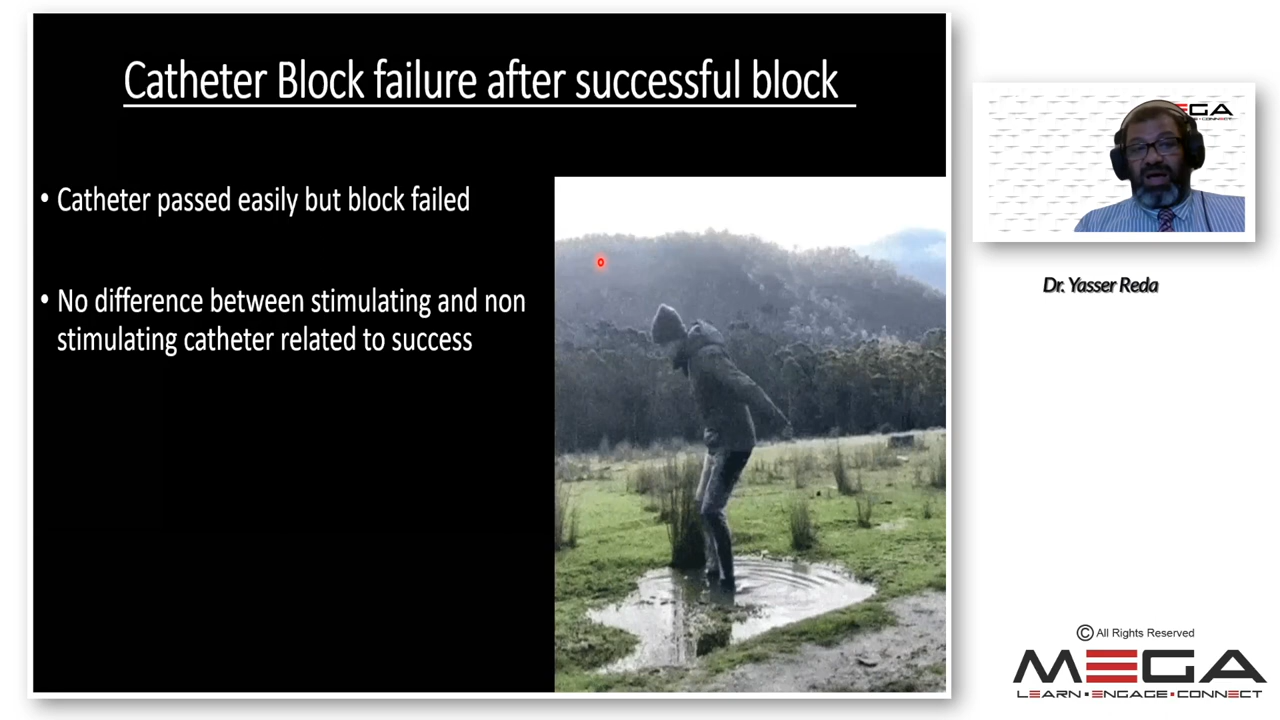 Catheter Block failure after successful block
• Catheter passed easily but block failed
• No difference between stimulating and non
stimulating catheter related to success
EGA
Dr. Yasser Reda
© All Rights Reserved
MEGA
LEARN • ENGAGE • CONNECT